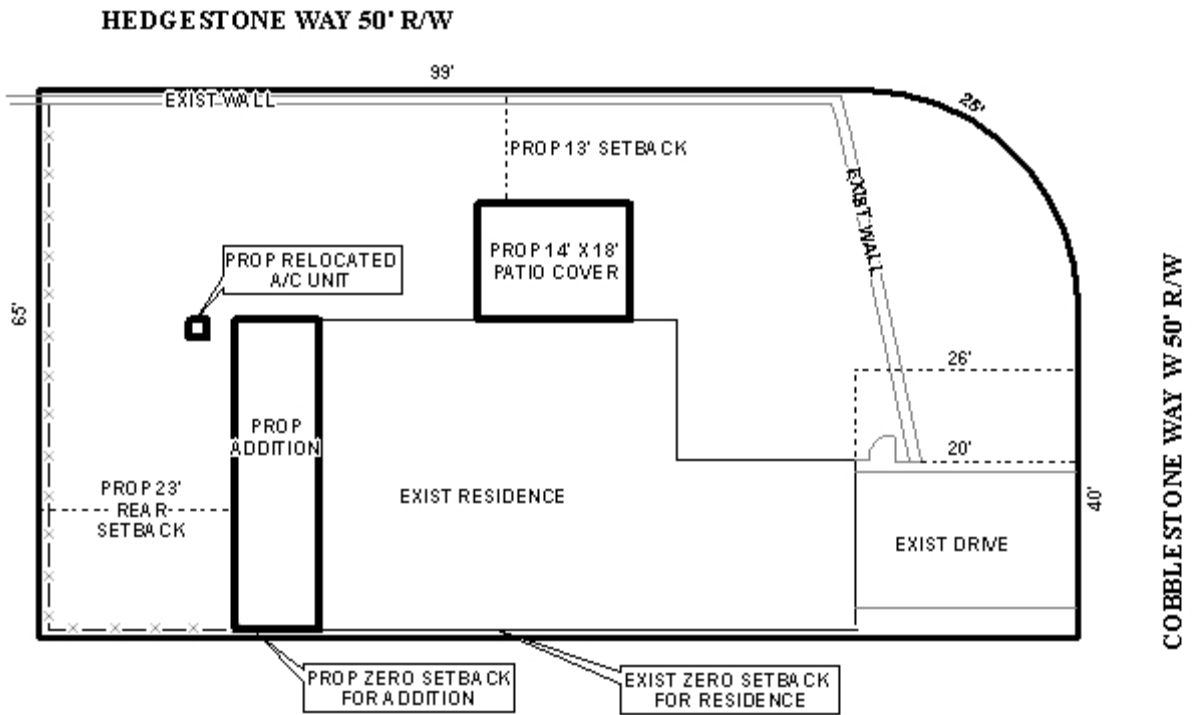 HEDGESTONE WAY 50' R/W
99'
EXIST WALL
25'
PROP 13' SETBACK
EXIST WALL
PROP 14' X 18'
PATIO COVER
PROP RELOCATED
A/C UNIT
65'
COBBLESTONE WAY W 50' R/W
26'
PROP
ADDITION
20'
PROP 23'
REAR
SETBACK
EXIST RESIDENCE
40'
EXIST DRIVE
PROP ZERO SETBACK
FOR ADDITION
EXIST ZERO SETBACK
FOR RESIDENCE